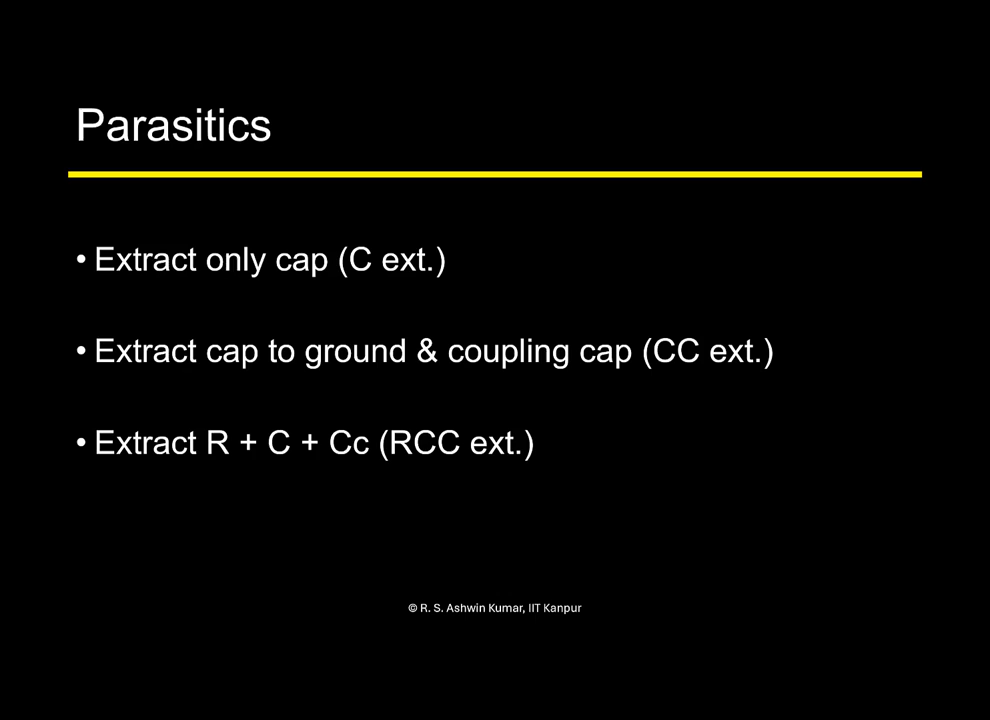 Parasitics
• Extract only cap (C ext.)
• Extract cap to ground & coupling cap (CC ext.)
• Extract R + C + Cc (RCC ext.)
© R. S. Ashwin Kumar, IIT Kanpur